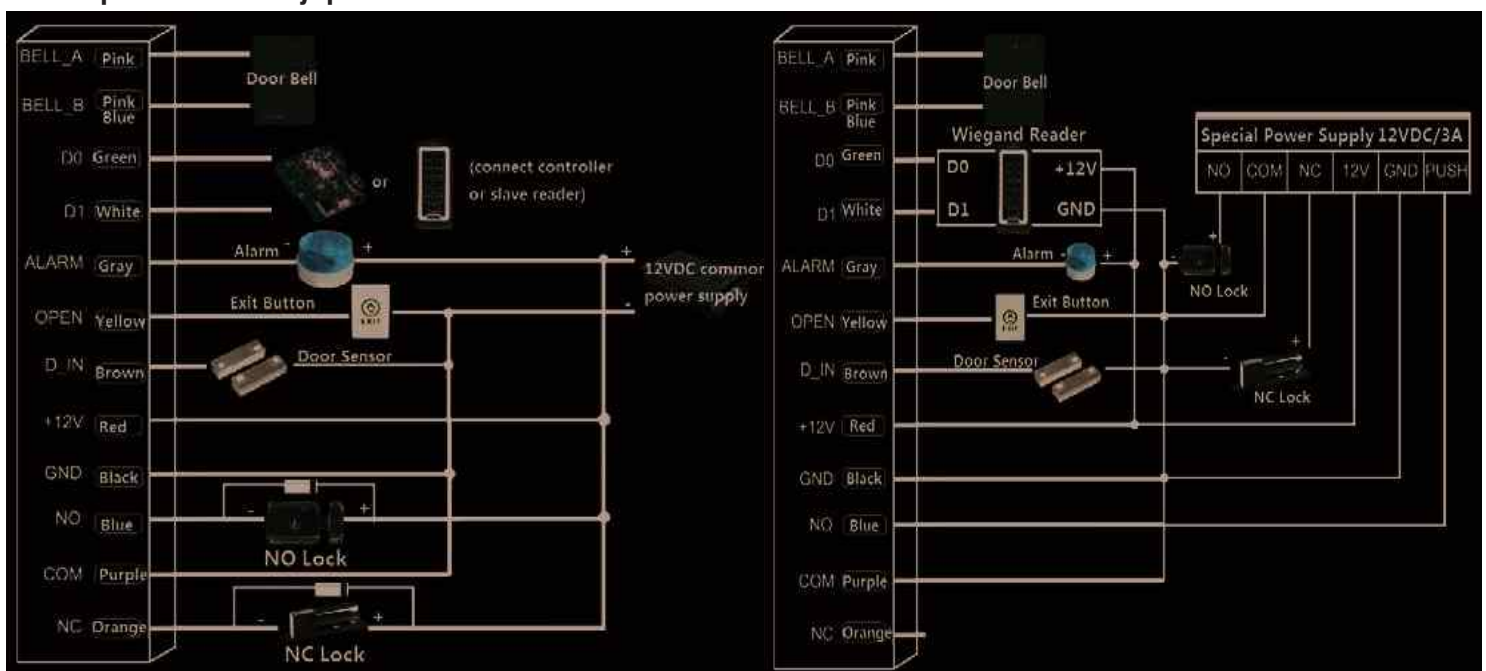 BELL_A Pink
Door Bell
BELL_B Pink
Blue
D0 Green
or
(connect controller
or slave reader)
D1 White
Alarm - +
ALARM Gray
+
12VDC common
power supply
-
Exit Button
EXIT
OPEN Yellow
D_IN Brown
Door Sensor
+12V Red
GND Black
NO Blue
- +
NO Lock
COM Purple
NC Orange
- +
NC Lock
BELL_A Pink
Door Bell
BELL_B Pink
Blue
Wiegand Reader
D0 Green
D0 +12V
D1 White
D1 GND
Special Power Supply 12VDC/3A
NO COM NC 12V GND PUSH
ALARM Gray
Alarm - +
- +
NO Lock
OPEN Yellow
Exit Button
EXIT
D_IN Brown
Door Sensor
- +
NC Lock
+12V Red
GND Black
NO Blue
COM Purple
NC Orange